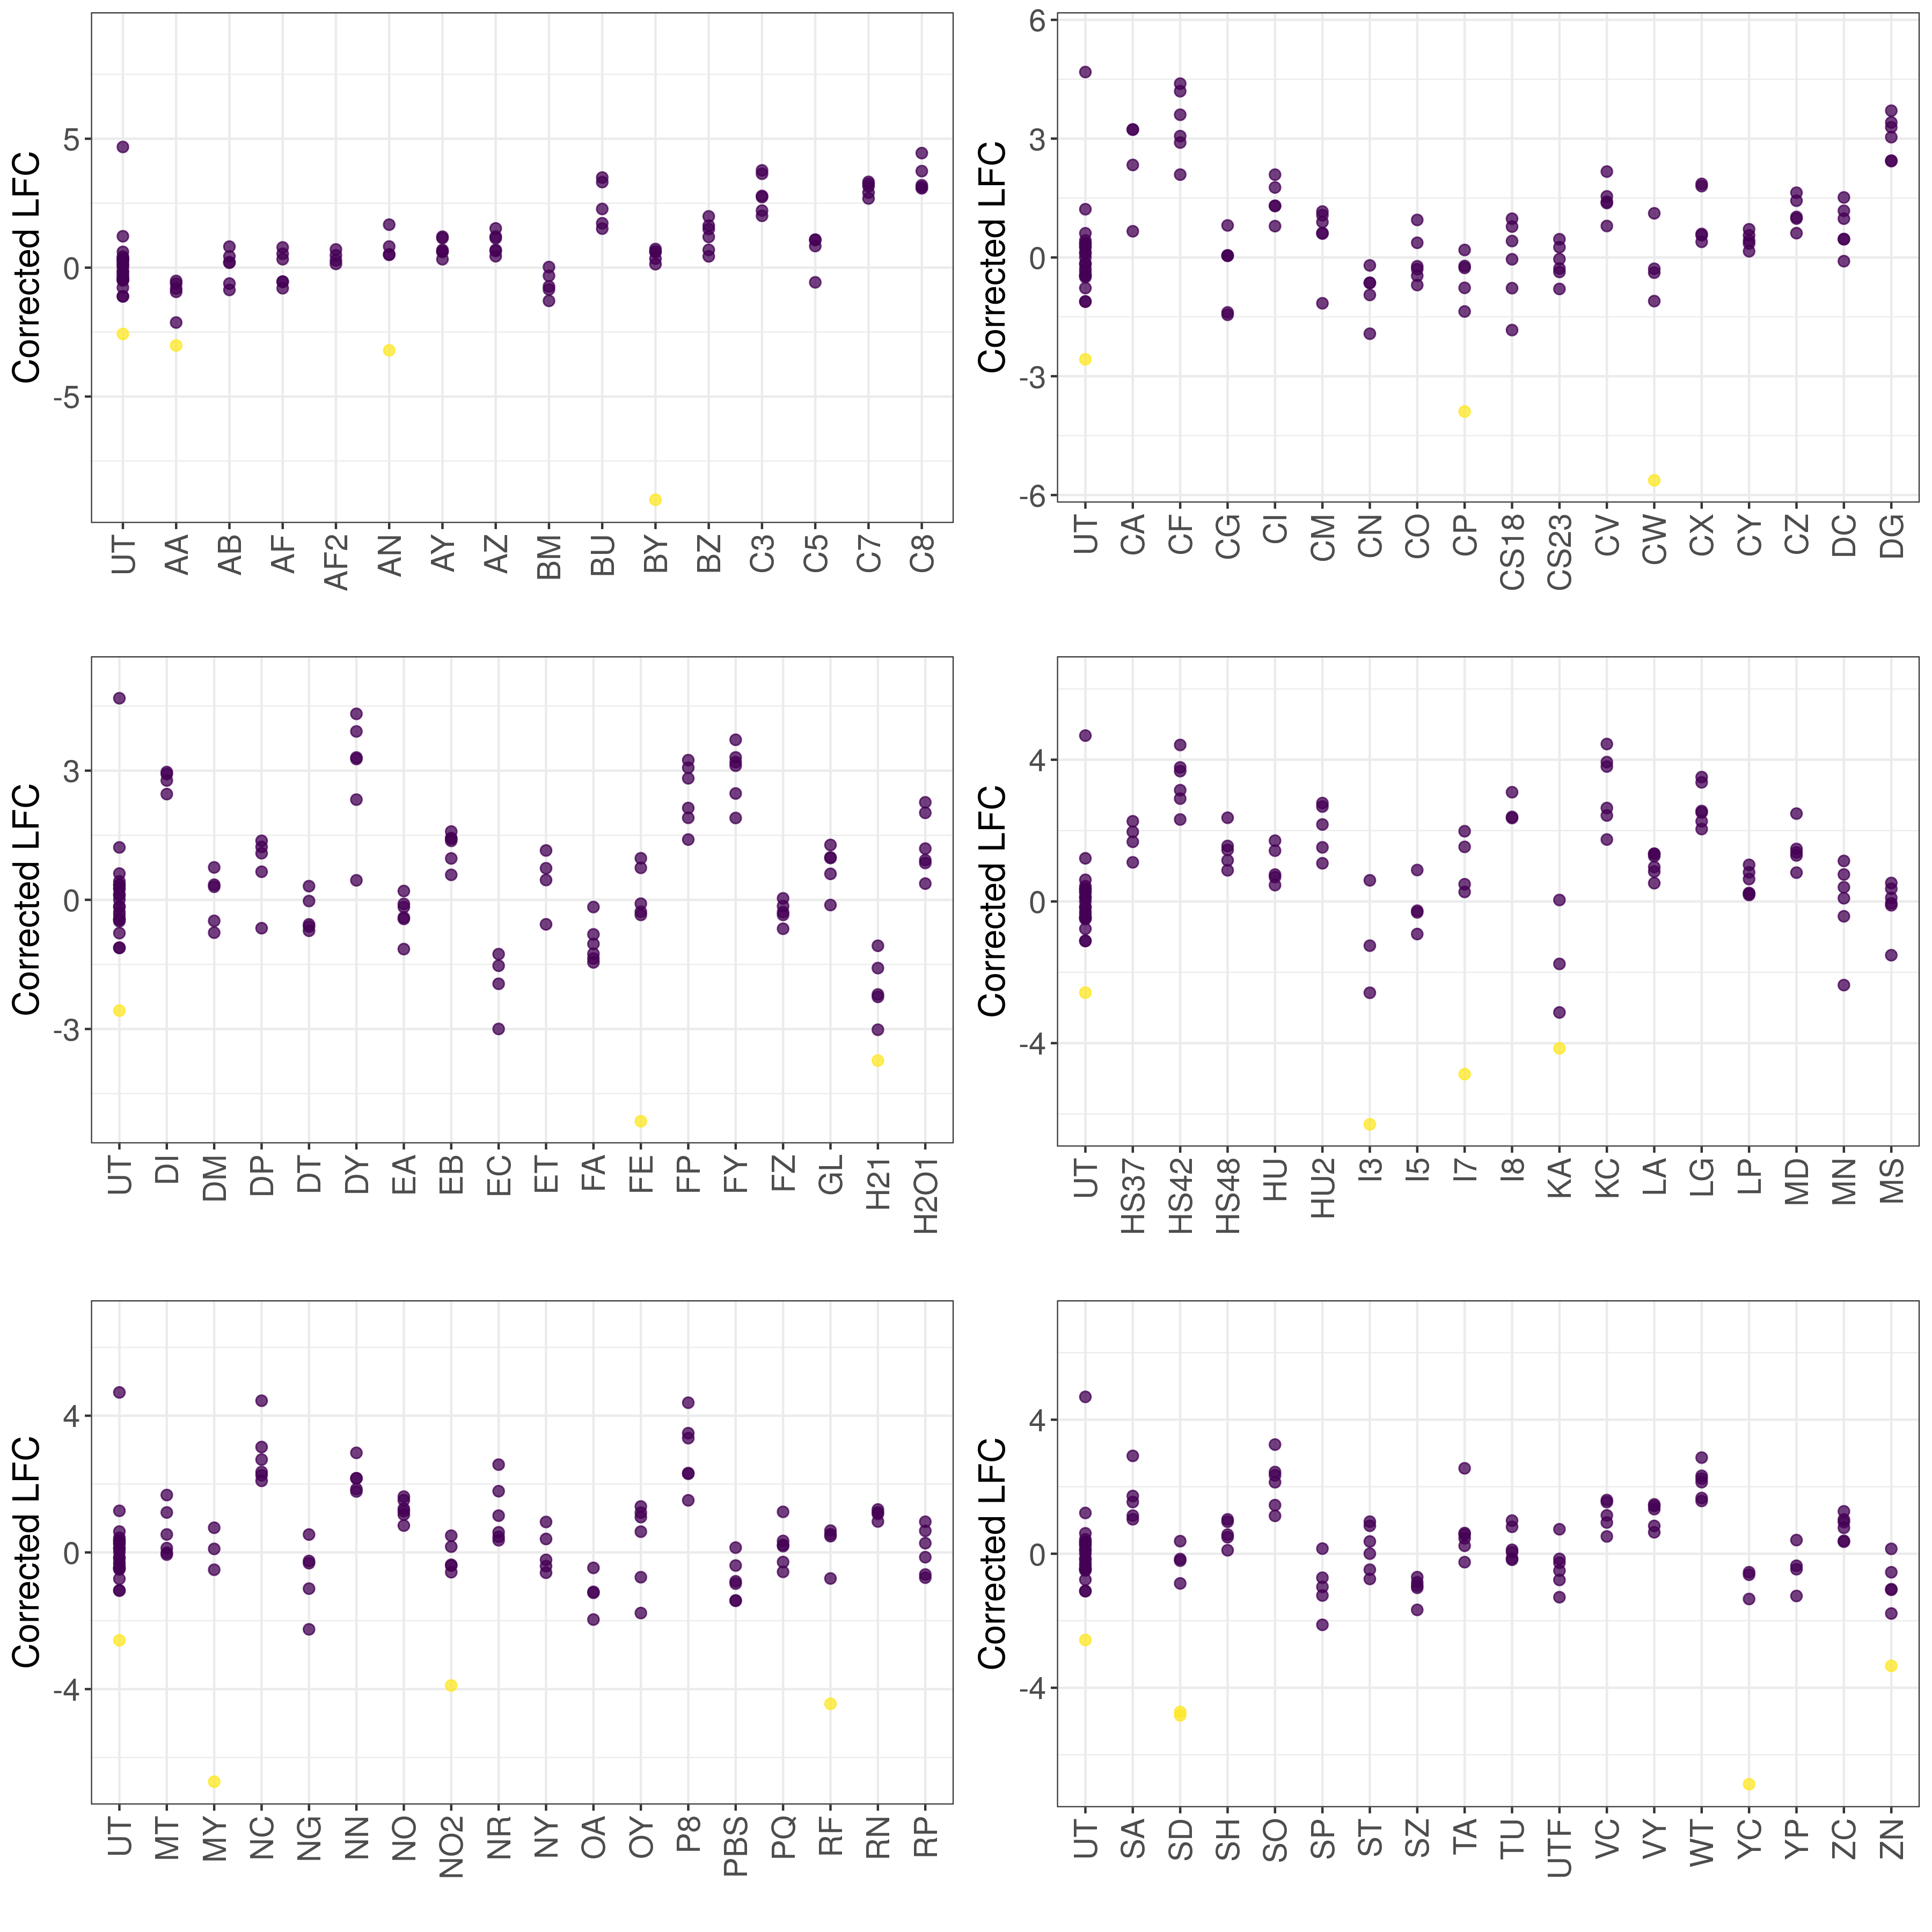 Corrected LFC
5
0
-5
UT AA AB AF AF2 AN AY AZ BM BU BY BZ C3 C5 C7 C8
Corrected LFC
6
3
0
-3
-6
UT CA CF CG CI CM CN CO CP CS18 CS23 CV CW CX CY CZ DC DG
Corrected LFC
3
0
-3
UT DI DM DP DT DY EA EB EC ET FA FE FP FY FZ GL H21 H2O1
Corrected LFC
4
0
-4
UT HS37 HS42 HS48 HU HU2 I3 I5 I7 I8 KA KC LA LG LP MD MN MS
Corrected LFC
4
0
-4
UT MT MY NC NG NN NO NO2 NR NY OA OY P8 PBS PQ RF RN RP
Corrected LFC
4
0
-4
UT SA SD SH SO SP ST SZ TA TU UTF VC VY WT YC YP ZC ZN